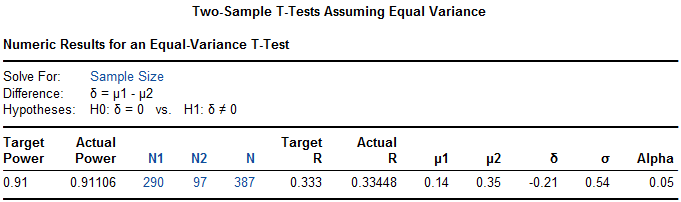 Two-Sample T-Tests Assuming Equal Variance
Numeric Results for an Equal-Variance T-Test
Solve For: Sample Size
Difference: δ = μ1 - μ2
Hypotheses: H0: δ = 0 vs. H1: δ ≠ 0
Target Actual Target Actual
Power Power N1 N2 N R R μ1 μ2 δ σ Alpha
0.91 0.91106 290 97 387 0.333 0.33448 0.14 0.35 -0.21 0.54 0.05